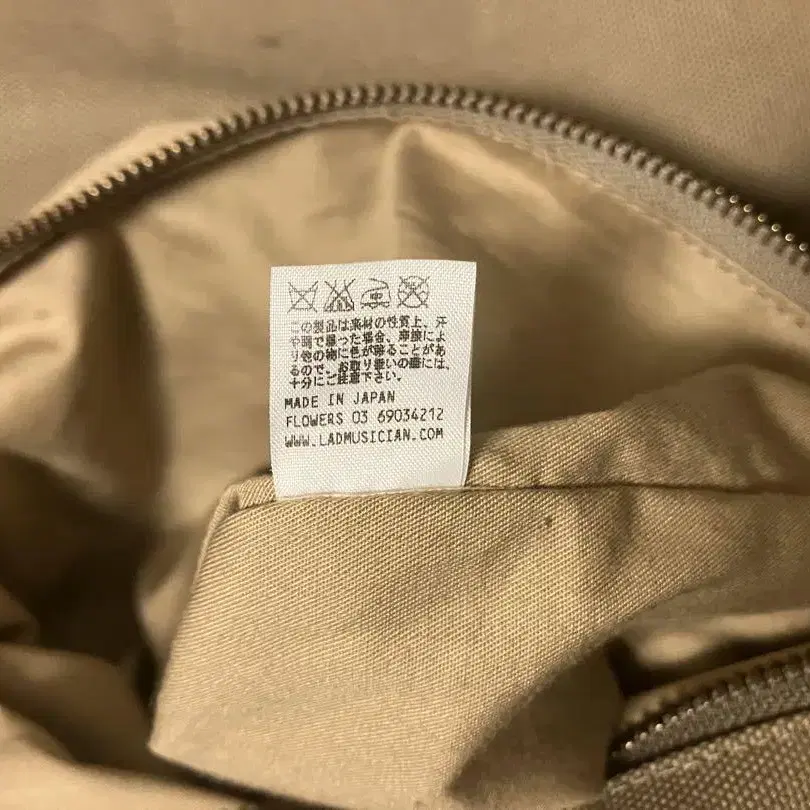 この製品は素材の性質上、汗
や雨で湿った場合、摩擦によ
り他の物に色が移ることがあ
るので、お取り扱いの際には、
十分にご注意下さい。
MADE IN JAPAN
FLOWERS 03 69034212
WWW.LADMUSICIAN.COM